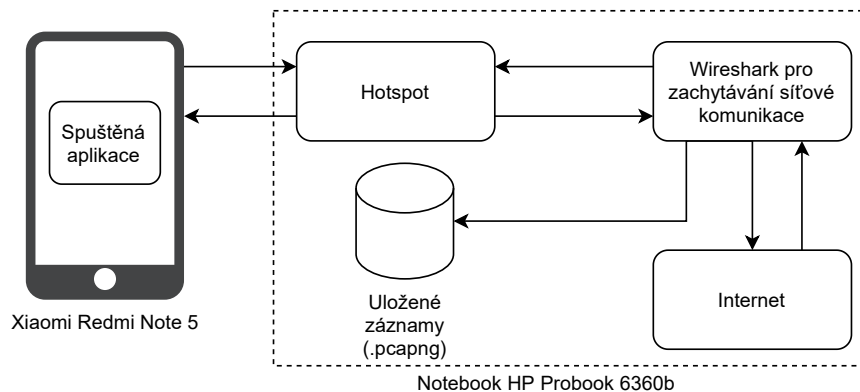 Spuštěná
aplikace
Xiaomi Redmi Note 5
Hotspot
Wireshark pro
zachytávání síťové
komunikace
Uložené
záznamy
(.pcapng)
Internet
Notebook HP Probook 6360b